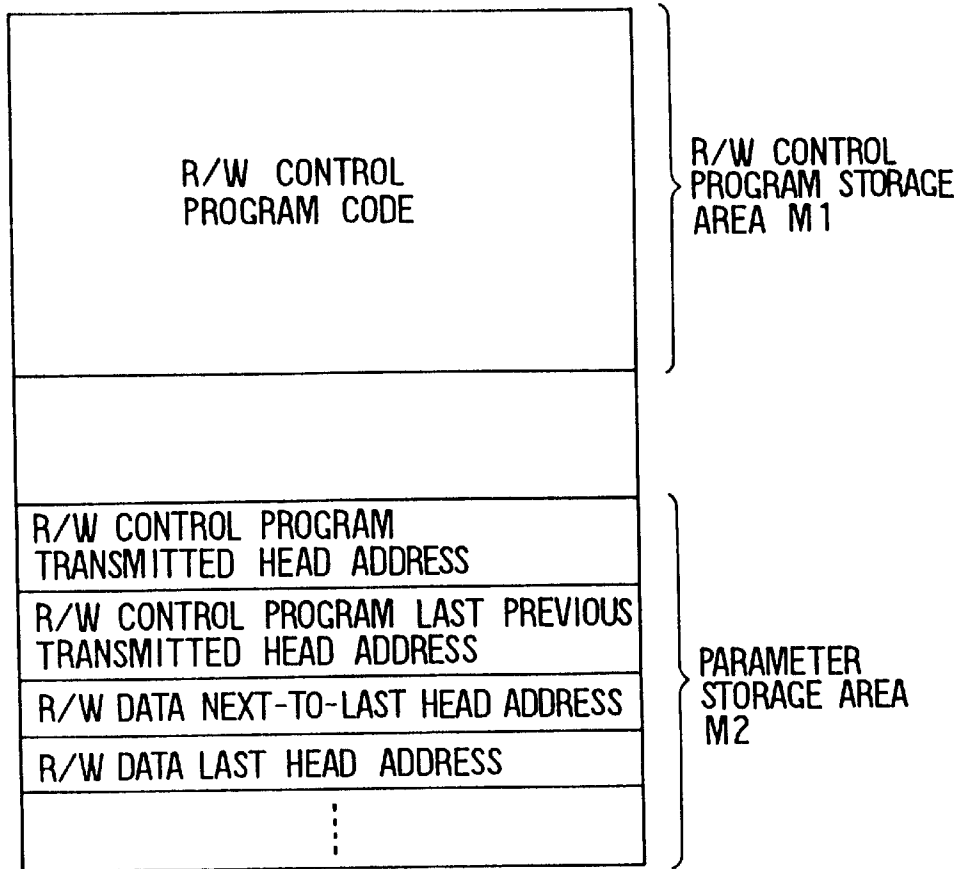 R/W CONTROL
PROGRAM CODE
R/W CONTROL
PROGRAM STORAGE
AREA M1
R/W CONTROL PROGRAM
TRANSMITTED HEAD ADDRESS
R/W CONTROL PROGRAM LAST PREVIOUS
TRANSMITTED HEAD ADDRESS
R/W DATA NEXT-TO-LAST HEAD ADDRESS
R/W DATA LAST HEAD ADDRESS
PARAMETER
STORAGE AREA
M2